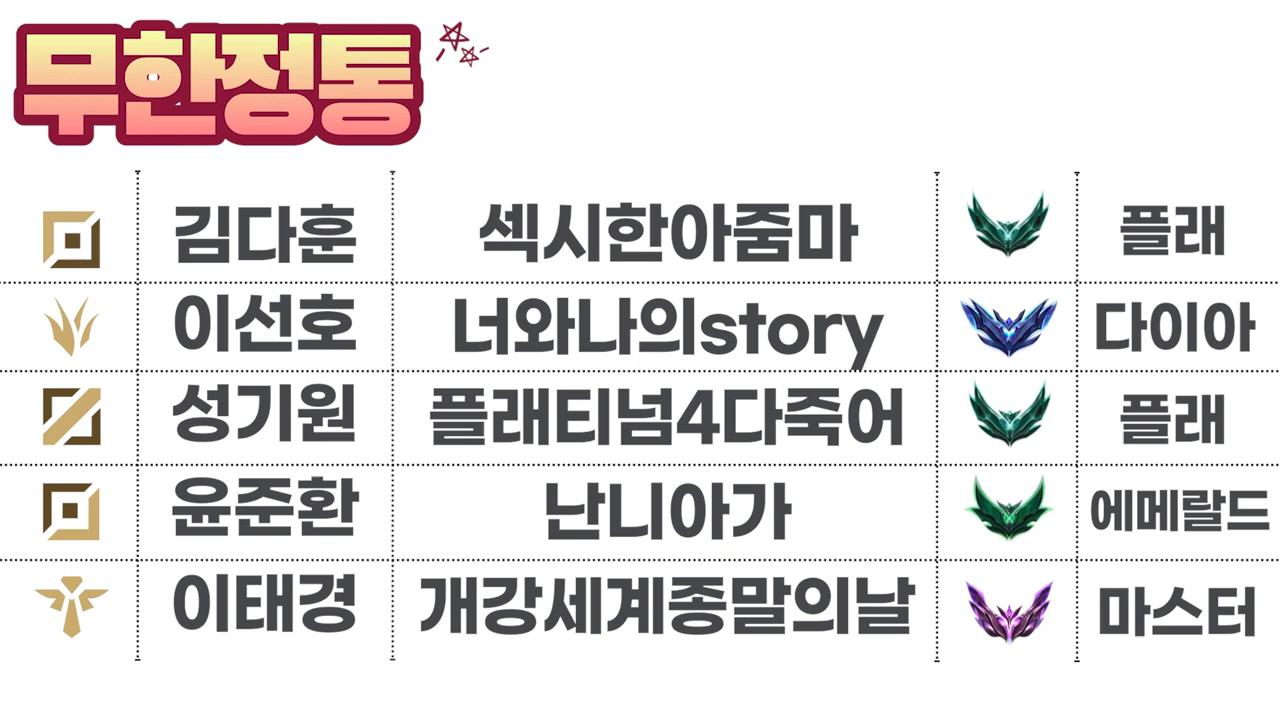 무한정통
김다훈 섹시한아줌마 플래
이선호 너와나의story 다이아
성기원 플래티넘4다죽어 플래
윤준환 난니아가 에메랄드
이태경 개강세계종말의날 마스터